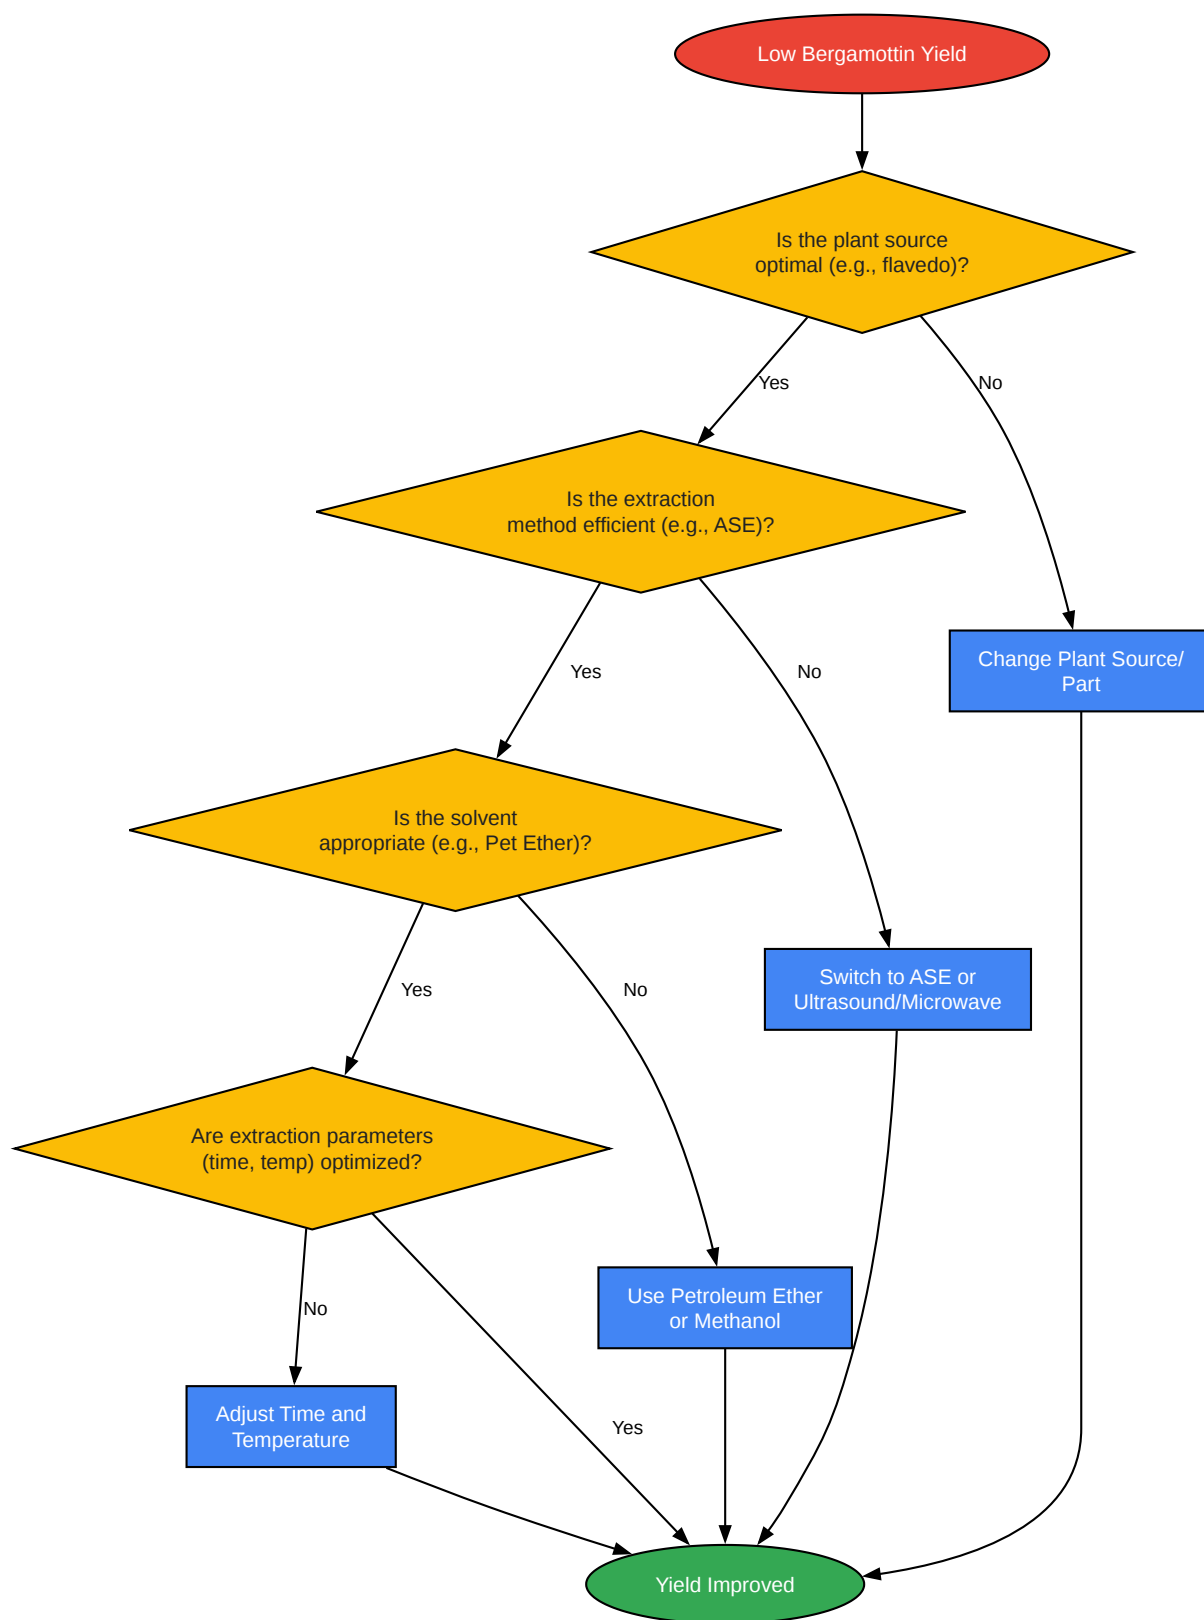 Low Bergamottin Yield
Is the plant source
optimal (e.g., flavedo)?
Yes
No
Is the extraction
method efficient (e.g., ASE)?
Yes
No
Change Plant Source/
Part
Is the solvent
appropriate (e.g., Pet Ether)?
Yes
No
Switch to ASE or
Ultrasound/Microwave
Are extraction parameters
(time, temp) optimized?
No
Yes
Use Petroleum Ether
or Methanol
Adjust Time and
Temperature
Yield Improved